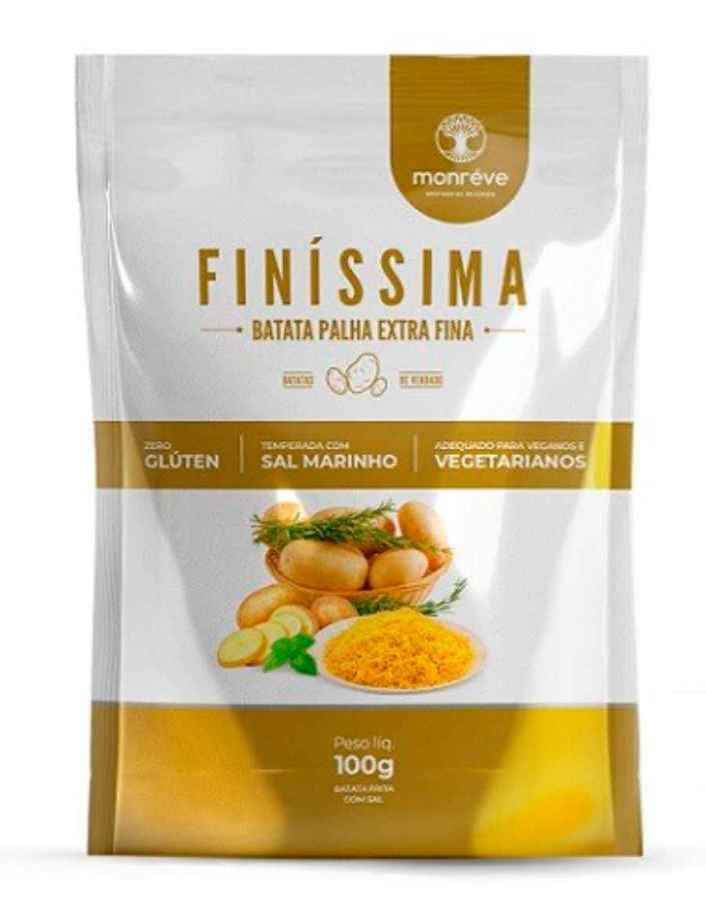 monréve
FINÍSSIMA
BATATA PALHA EXTRA FINA
BATATAS DE VERDADE
ZERO
GLÚTEN
TEMPERADA COM
SAL MARINHO
ADEQUADO PARA VEGANOS E
VEGETARIANOS
Peso líq.
100g
BATATA FRITA
COM SAL